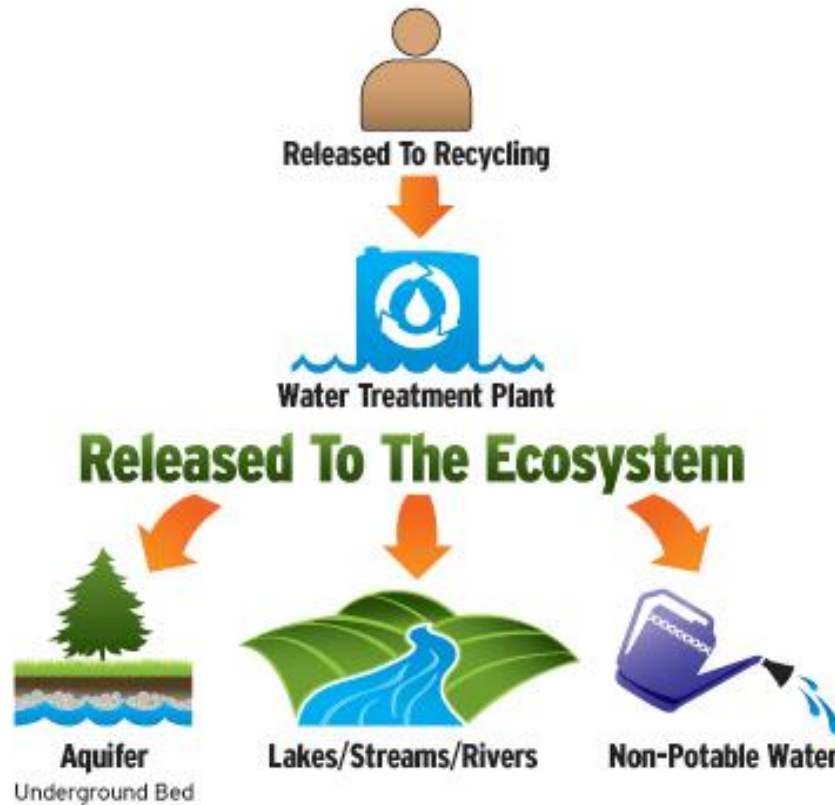 Released To Recycling
Water Treatment Plant
Released To The Ecosystem
Aquifer
Underground Bed
Lakes/Streams/Rivers
Non-Potable Water